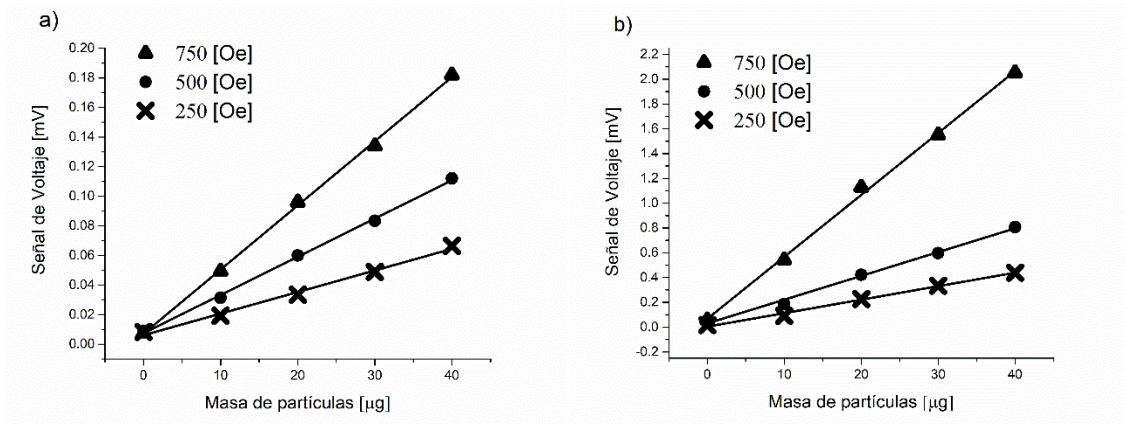 a)
750 [Oe]
500 [Oe]
250 [Oe]
Señal de Voltaje [mV]
0.20
0.18
0.16
0.14
0.12
0.10
0.08
0.06
0.04
0.02
0.00
0 10 20 30 40
Masa de partículas [µg]
b)
750 [Oe]
500 [Oe]
250 [Oe]
Señal de Voltaje [mV]
2.2
2.0
1.8
1.6
1.4
1.2
1.0
0.8
0.6
0.4
0.2
0.0
-0.2
0 10 20 30 40
Masa de partículas [µg]